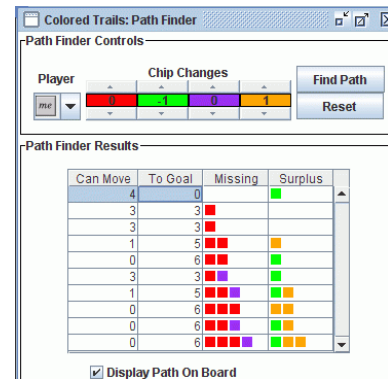 Colored Trails: Path Finder
Path Finder Controls
Player Chip Changes
me 0 -1 0 1
Find Path
Reset
Path Finder Results
Can Move To Goal Missing Surplus
4 0
3 3
3 3
1 5
0 6
3 3
1 5
0 6
0 6
0 6
Display Path On Board